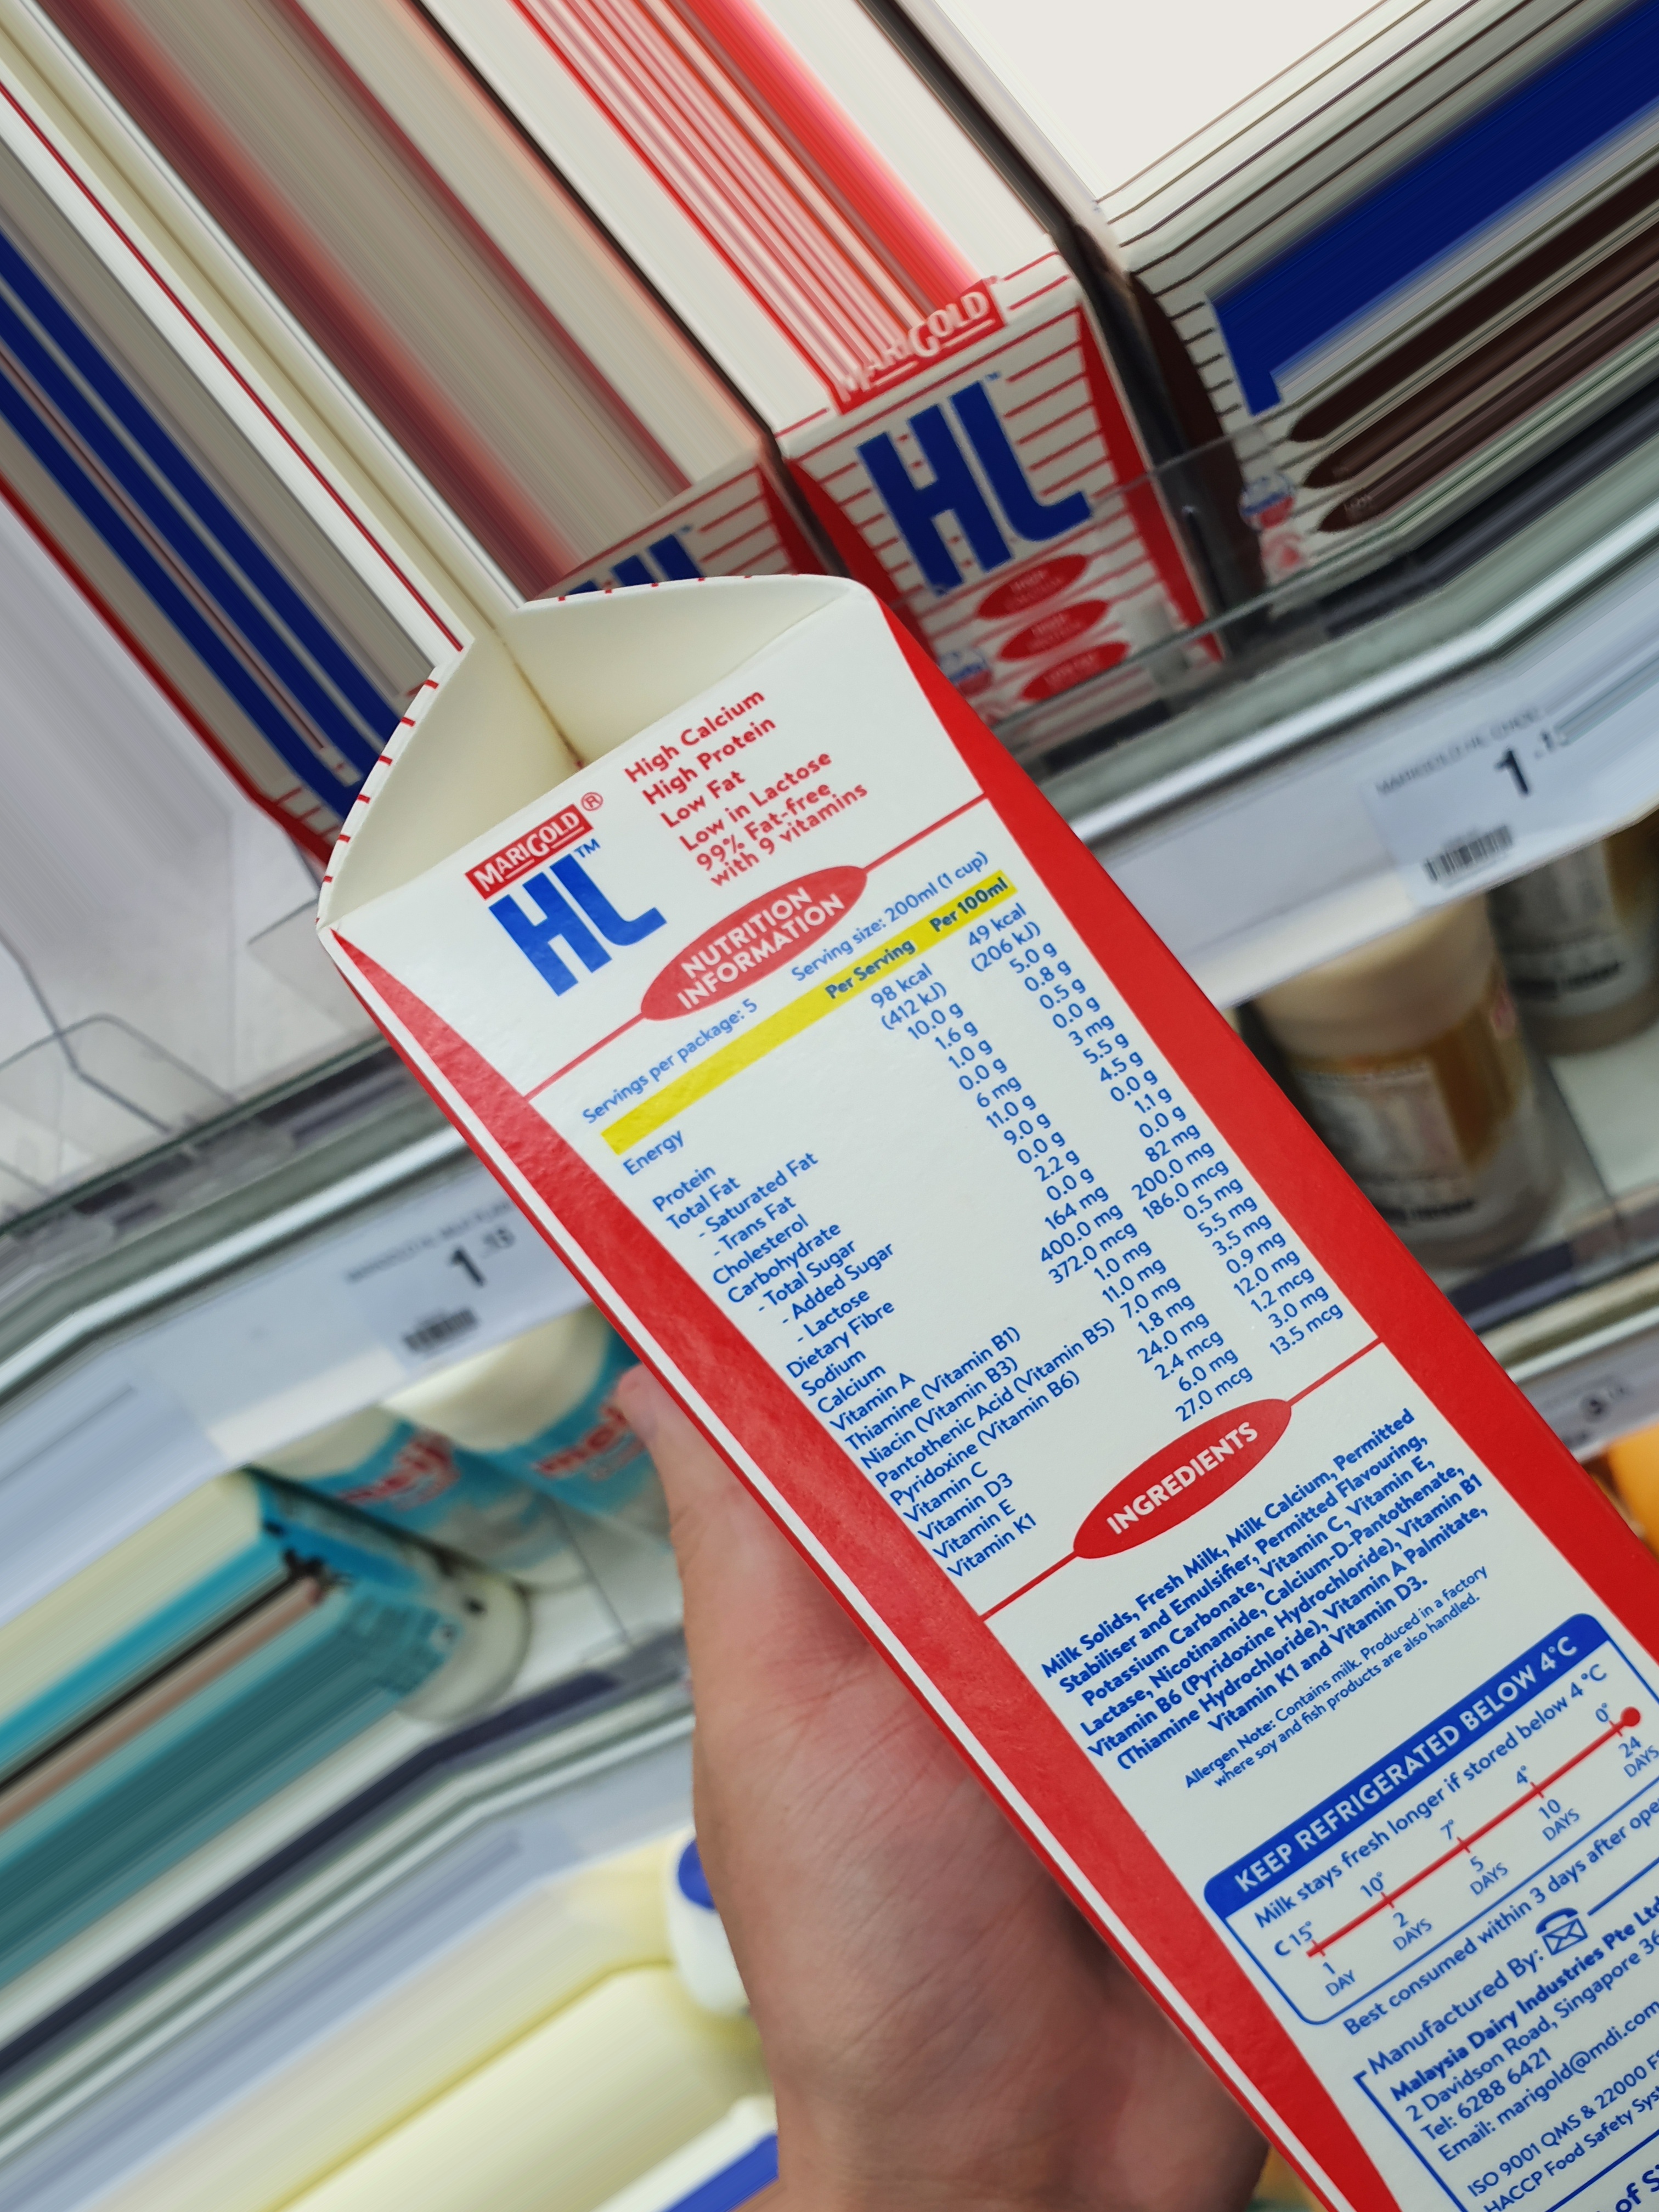 MARIGOLD
HL™
MARIGOLD®
HL™
High Calcium
High Protein
Low Fat
Low in Lactose
99% Fat-free
with 9 vitamins
NUTRITION
INFORMATION
Servings per package: 5 Serving size: 200ml (1 cup)
Per Serving Per 100ml
Energy 98 kcal 49 kcal
(412 kJ) (206 kJ)
Protein 10.0 g 5.0 g
Total Fat 1.6 g 0.8 g
- Saturated Fat 1.0 g 0.5 g
- Trans Fat 0.0 g 0.0 g
Cholesterol 6 mg 3 mg
Carbohydrate 11.0 g 5.5 g
- Total Sugar 9.0 g 4.5 g
- Added Sugar 0.0 g 0.0 g
- Lactose 2.2 g 1.1 g
Dietary Fibre 0.0 g 0.0 g
Sodium 164 mg 82 mg
Calcium 400.0 mg 200.0 mg
Vitamin A 372.0 mcg 186.0 mcg
Thiamine (Vitamin B1) 1.0 mg 0.5 mg
Niacin (Vitamin B3) 11.0 mg 5.5 mg
Pantothenic Acid (Vitamin B5) 7.0 mg 3.5 mg
Pyridoxine (Vitamin B6) 1.8 mg 0.9 mg
Vitamin C 24.0 mg 12.0 mg
Vitamin D3 2.4 mcg 1.2 mcg
Vitamin E 6.0 mg 3.0 mg
Vitamin K1 27.0 mcg 13.5 mcg
INGREDIENTS
Milk Solids, Fresh Milk, Milk Calcium, Permitted
Stabiliser and Emulsifier, Permitted Flavouring,
Potassium Carbonate, Vitamin C, Vitamin E,
Lactase, Nicotinamide, Calcium-D-Pantothenate,
Vitamin B6 (Pyridoxine Hydrochloride), Vitamin B1
(Thiamine Hydrochloride), Vitamin A Palmitate,
Vitamin K1 and Vitamin D3.
Allergen Note: Contains milk. Produced in a factory
where soy and fish products are also handled.
KEEP REFRIGERATED BELOW 4°C
Milk stays fresh longer if stored below 4°C
C 15° 10° 7° 4° 0°
1 2 5 10 24
DAY DAYS DAYS DAYS DAYS
Best consumed within 3 days after
Manufactured By:
Malaysia Dairy Industries Pte Ltd
2 Davidson Road, Singapore
Tel: 6288 6421
Email: marigold@mdi.com
ISO 9001 QMS & 22000
HACCP Food Safety
of
1
1